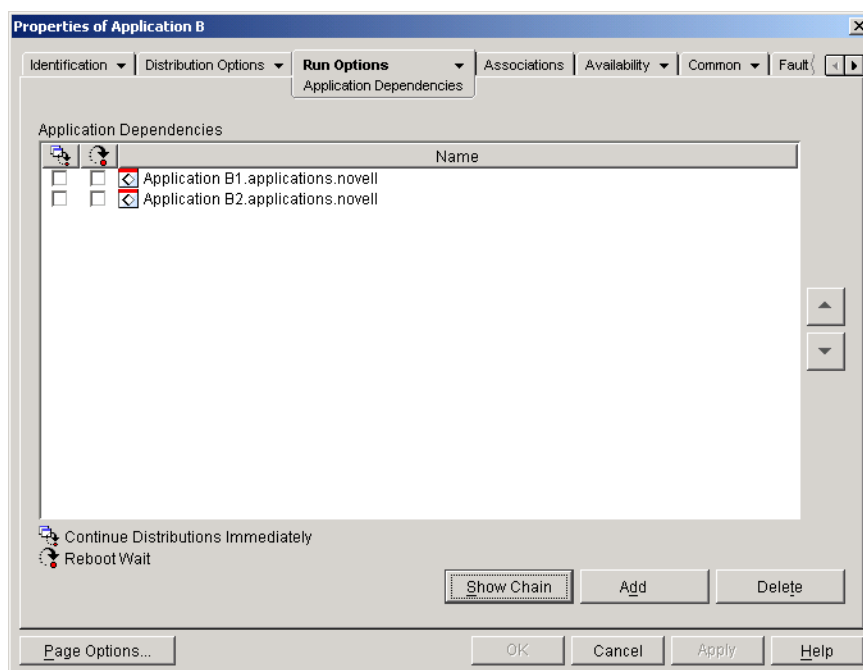 Properties of Application B
Identification Distribution Options Run Options Associations Availability Common Fault
Application Dependencies
Application Dependencies
Name
Application B1.applications.novell
Application B2.applications.novell
Continue Distributions Immediately
Reboot Wait
Show Chain Add Delete
Page Options... OK Cancel Apply Help